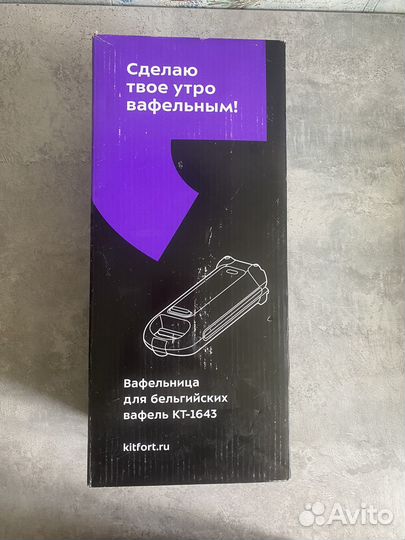 Сделаю
твое утро
вафельным!
Вафельница
для бельгийских
вафель КТ-1643
kitfort.ru
Avito